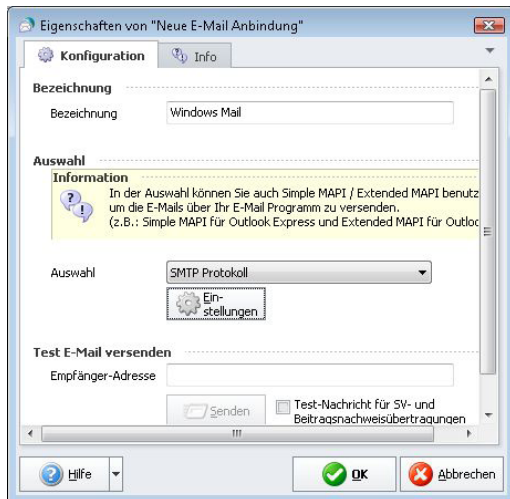 Eigenschaften von "Neue E-Mail Anbindung"
Konfiguration
Info
Bezeichnung
Bezeichnung
Windows Mail
Auswahl
Information
In der Auswahl können Sie auch Simple MAPI / Extended MAPI benutz
um die E-Mails über Ihr E-Mail Programm zu versenden.
(z.B.: Simple MAPI für Outlook Express und Extended MAPI für Outloo
Auswahl
SMTP Protokoll
Ein-
stellungen
Test E-Mail versenden
Empfänger-Adresse
Senden
Test-Nachricht für SV- und
Beitragsnachweisübertragungen
Hilfe
OK
Abbrechen